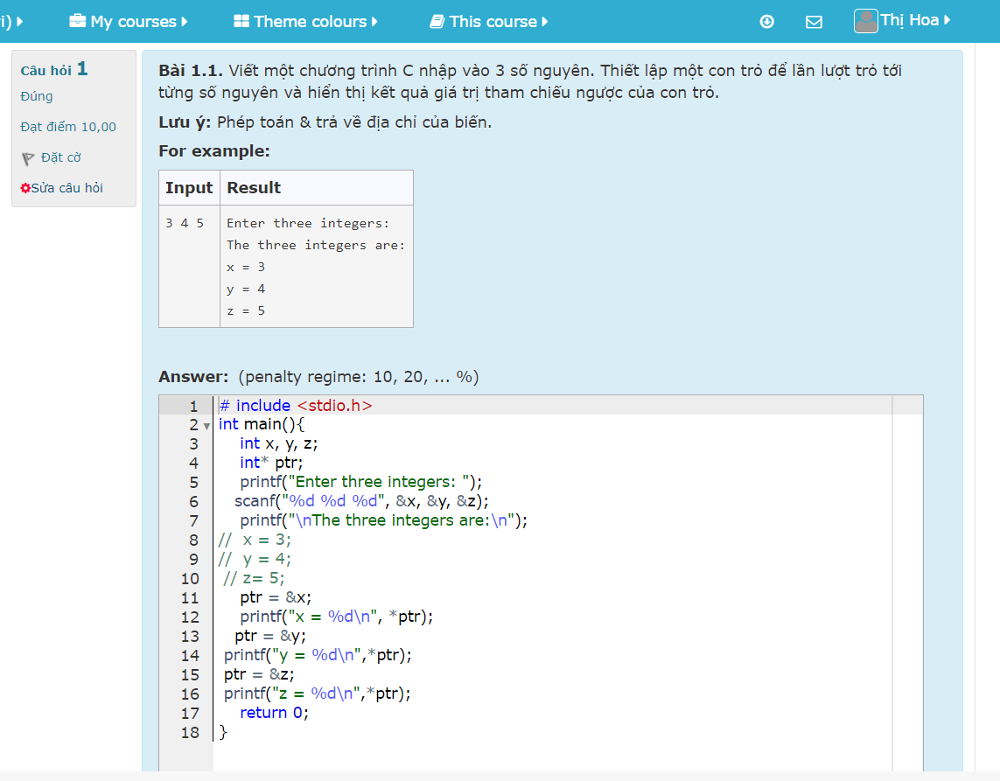 i) My courses Theme colours This course Thị Hoa
Câu hỏi 1
Đúng
Đạt điểm 10,00
Đặt cờ
Sửa câu hỏi
Bài 1.1. Viết một chương trình C nhập vào 3 số nguyên. Thiết lập một con trỏ để lần lượt trỏ tới
từng số nguyên và hiển thị kết quả giá trị tham chiếu ngược của con trỏ.
Lưu ý: Phép toán & trả về địa chỉ của biến.
For example:
Input Result
3 4 5 Enter three integers:
The three integers are:
x = 3
y = 4
z = 5
Answer: (penalty regime: 10, 20, ... %)
1 # include <stdio.h>
2 int main(){
3 int x, y, z;
4 int* ptr;
5 printf("Enter three integers: ");
6 scanf("%d %d %d", &x, &y, &z);
7 printf("\nThe three integers are:\n");
8 // x = 3;
9 // y = 4;
10 // z= 5;
11 ptr = &x;
12 printf("x = %d\n", *ptr);
13 ptr = &y;
14 printf("y = %d\n",*ptr);
15 ptr = &z;
16 printf("z = %d\n",*ptr);
17 return 0;
18 }